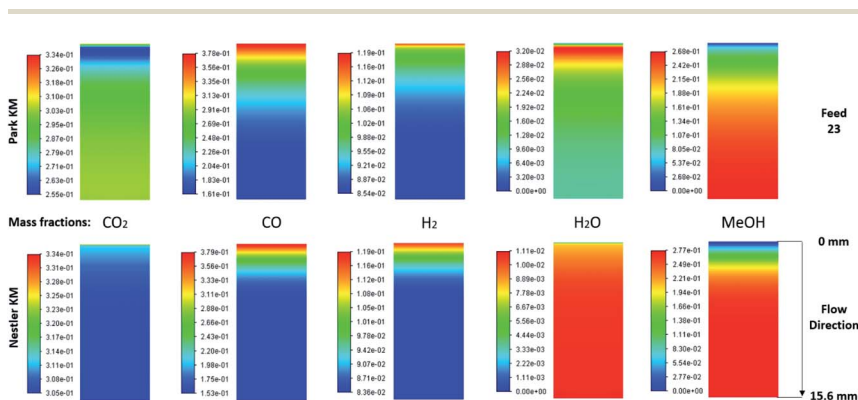 Park KM
3.34e-01
3.26e-01
3.18e-01
3.10e-01
3.03e-01
2.95e-01
2.87e-01
2.79e-01
2.71e-01
2.63e-01
2.55e-01
3.78e-01
3.56e-01
3.35e-01
3.13e-01
2.91e-01
2.69e-01
2.48e-01
2.26e-01
2.04e-01
1.83e-01
1.61e-01
1.19e-01
1.16e-01
1.12e-01
1.09e-01
1.06e-01
1.02e-01
9.88e-02
9.55e-02
9.21e-02
8.87e-02
8.54e-02
3.20e-02
2.88e-02
2.56e-02
2.24e-02
1.92e-02
1.60e-02
1.28e-02
9.60e-03
6.40e-03
3.20e-03
0.00e+00
2.68e-01
2.42e-01
2.15e-01
1.88e-01
1.61e-01
1.34e-01
1.07e-01
8.05e-02
5.37e-02
2.68e-02
0.00e+00
Feed
23
Mass fractions: CO₂ CO H₂ H₂O MeOH
Nestler KM
3.34e-01
3.31e-01
3.28e-01
3.26e-01
3.23e-01
3.20e-01
3.17e-01
3.14e-01
3.11e-01
3.08e-01
3.05e-01
3.79e-01
3.56e-01
3.33e-01
3.11e-01
2.88e-01
2.66e-01
2.43e-01
2.20e-01
1.98e-01
1.75e-01
1.53e-01
1.19e-01
1.16e-01
1.12e-01
1.08e-01
1.05e-01
1.01e-01
9.78e-02
9.42e-02
9.07e-02
8.71e-02
8.36e-02
1.11e-02
9.99e-03
8.88e-03
7.77e-03
6.67e-03
5.56e-03
4.44e-03
3.33e-03
2.22e-03
1.11e-03
0.00e+00
2.77e-01
2.49e-01
2.21e-01
1.94e-01
1.66e-01
1.38e-01
1.11e-01
8.30e-02
5.54e-02
2.77e-02
0.00e+00
0 mm
Flow
Direction
15.6 mm